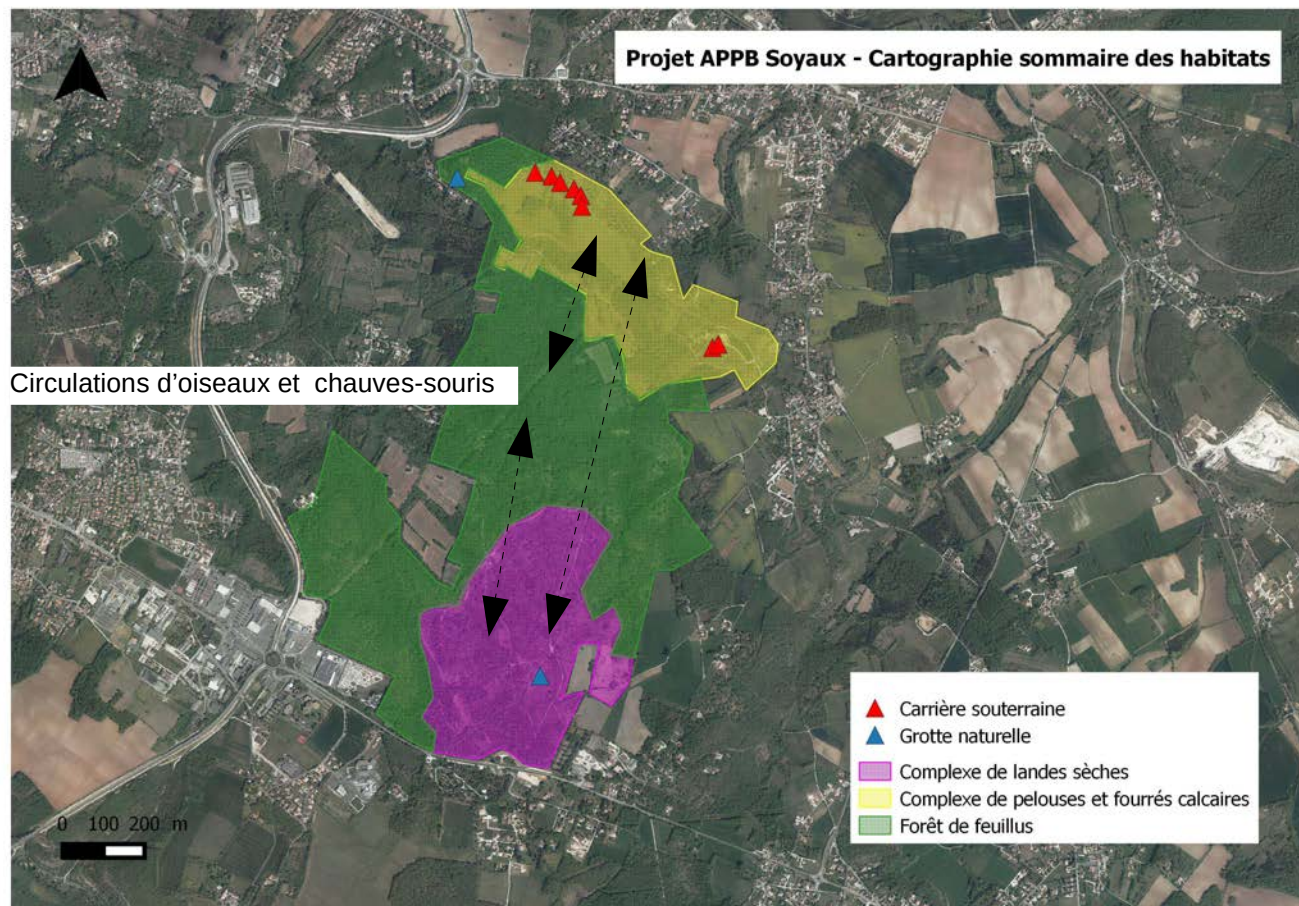 Projet APPB Soyaux - Cartographie sommaire des habitats
Circulations d'oiseaux et chauves-souris
Carrière souterraine
Grotte naturelle
Complexe de landes sèches
Complexe de pelouses et fourrés calcaires
Forêt de feuillus
0 100 200 m